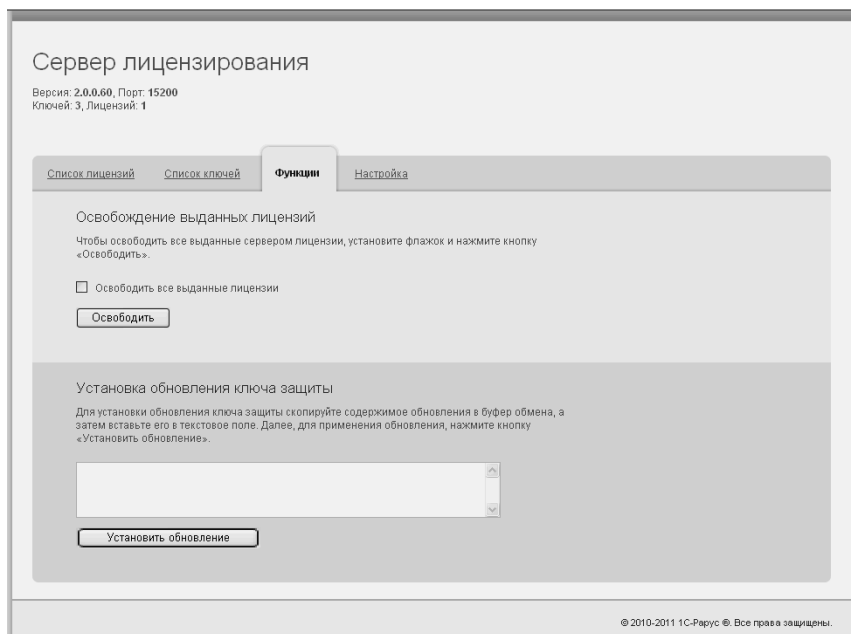 Сервер лицензирования
Версия: 2.0.0.60, Порт: 15200
Ключей: 3, Лицензий: 1
Список лицензий Список ключей Функции Настройка
Освобождение выданных лицензий
Чтобы освободить все выданные сервером лицензии, установите флажок и нажмите кнопку
«Освободить».
Освободить все выданные лицензии
Освободить
Установка обновления ключа защиты
Для установки обновления ключа защиты скопируйте содержимое обновления в буфер обмена, а
затем вставьте его в текстовое поле. Далее, для применения обновления, нажмите кнопку
«Установить обновление».
Установить обновление
© 2010-2011 1С-Рарус ®. Все права защищены.